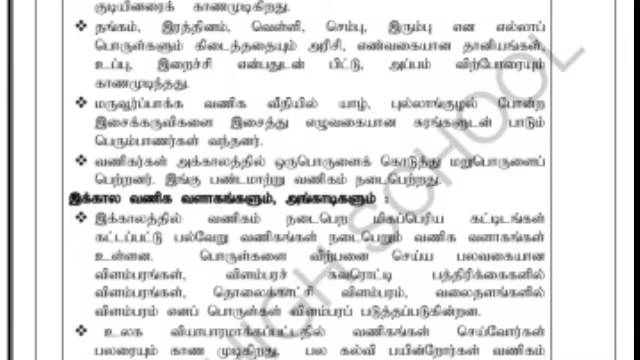 குடியினரைக் காணமுடிகிறது.
❖ தங்கம், இரத்தினம், வெள்ளி, செம்பு, இரும்பு என எல்லாப்
பொருள்களும் கிடைத்ததையும் அரிசி, எண்வகையான தானியங்கள்,
உப்பு, இறைச்சி என்பதுடன் பிட்டு, அப்பம் விற்போரையும்
காணமுடிந்தது.
❖ மருவூர்ப்பாக்க வணிக வீதியில் யாழ், புல்லாங்குழல் போன்ற
இசைக்கருவிகளை இசைத்து எழுவகையான சுரங்களுடன் பாடும்
பெரும்பாணர்கள் வந்தனர்.
❖ வணிகர்கள் அக்காலத்தில் ஒருபொருளைக் கொடுத்து மறுபொருளைப்
பெற்றனர். இங்கு பண்டமாற்று வணிகம் நடைபெற்றது.
இக்கால வணிக வளாகங்களும், அங்காடிகளும் :
❖ இக்காலத்தில் வணிகம் நடைபெற மிகப்பெரிய கட்டிடங்கள்
கட்டப்பட்டு பல்வேறு வணிகங்கள் நடைபெறும் வணிக வளாகங்கள்
உள்ளன. பொருள்களை விற்பனை செய்ய பலவகையான
விளம்பரங்கள், விளம்பரச் சுவரொட்டி பத்திரிக்கைகளில்
விளம்பரங்கள், தொலைக்காட்சி விளம்பரம், வலைதளங்களில்
விளம்பரம் எனப் பொருள்கள் விளம்பரப் படுத்தப்படுகின்றன.
❖ உலக வியாபாரமாக்கப்பட்டதில் வணிகங்கள் செய்வோர்கள்
பலரையும் காண முடிகிறது. பல கல்வி பயின்றோர்கள் வணிகம்
HIGH SCHOOL